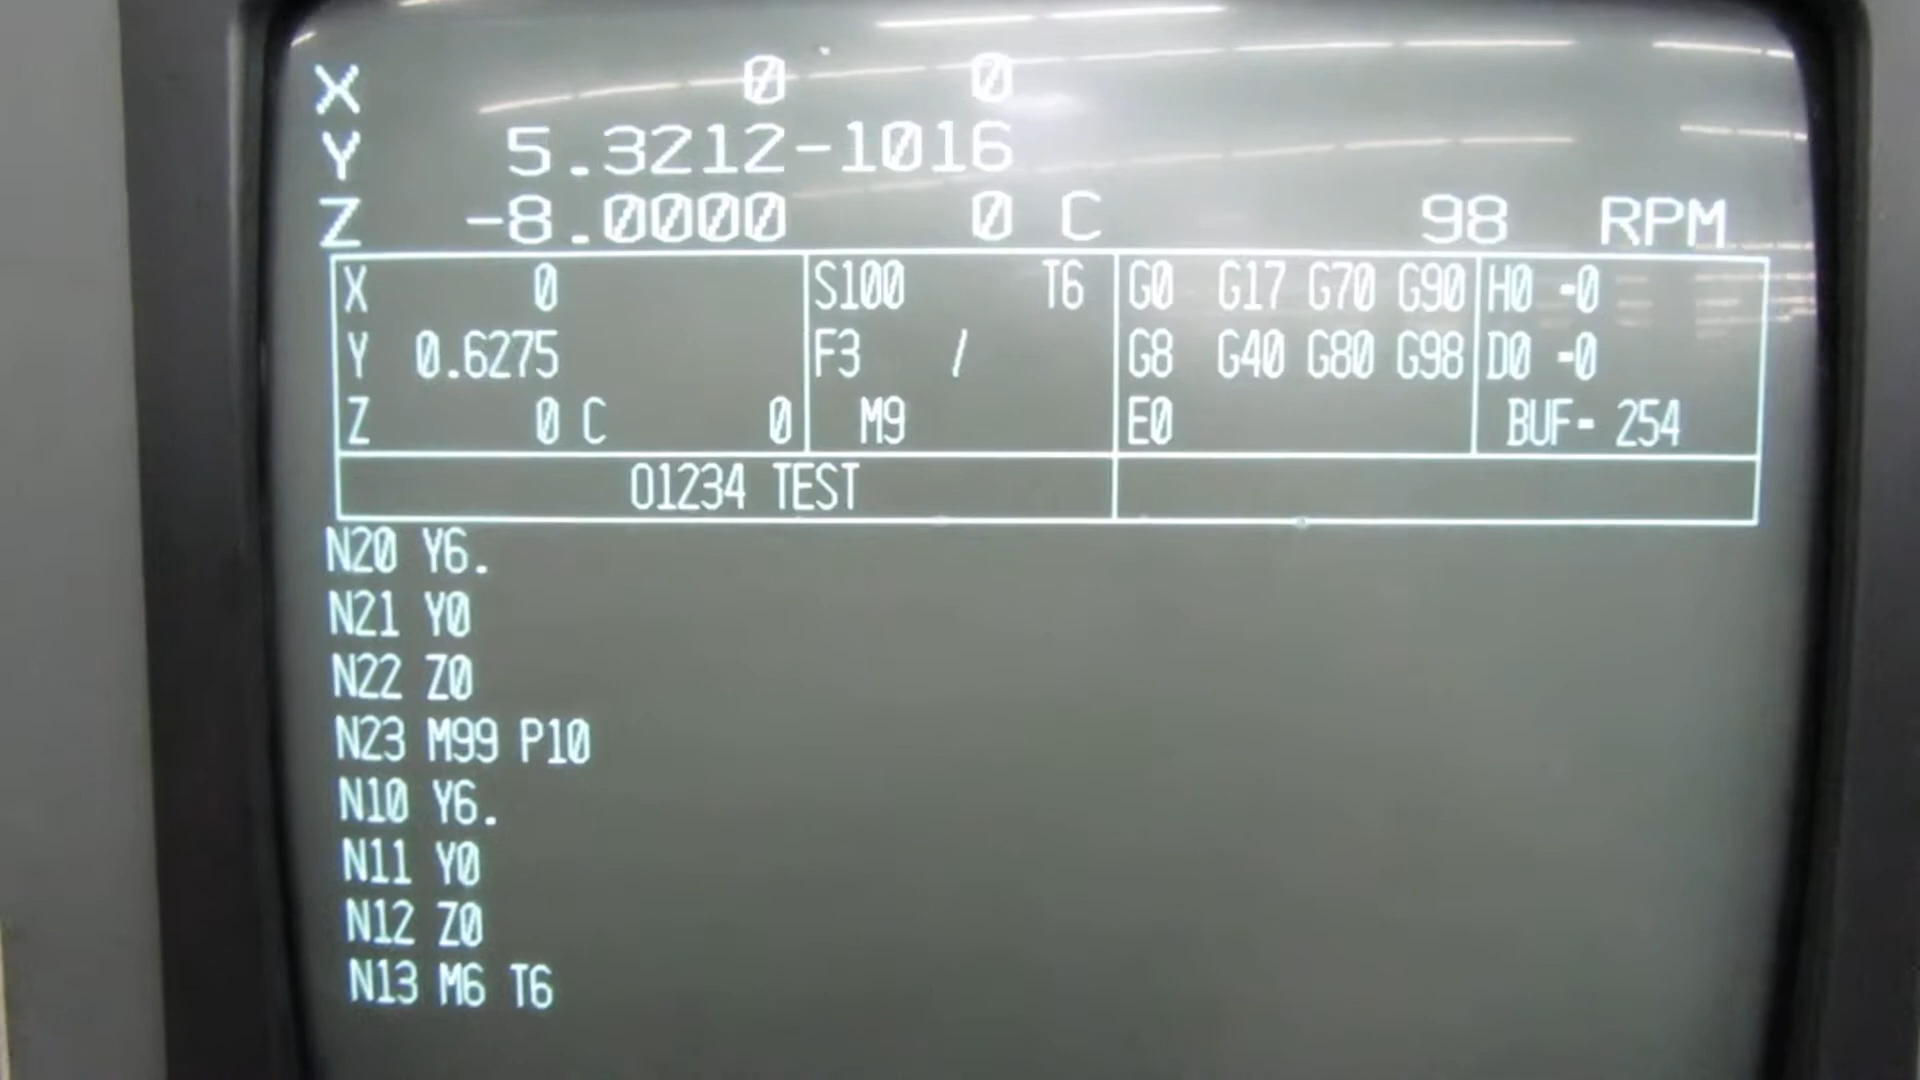 X 0 0
Y 5.3212-1016
Z -8.0000 0 C 98 RPM
X 0 S100 T6 G0 G17 G70 G90 H0 -0
Y 0.6275 F3 / G8 G40 G80 G98 D0 -0
Z 0 C 0 M9 E0 BUF- 254
O1234 TEST
N20 Y6.
N21 Y0
N22 Z0
N23 M99 P10
N10 Y6.
N11 Y0
N12 Z0
N13 M6 T6